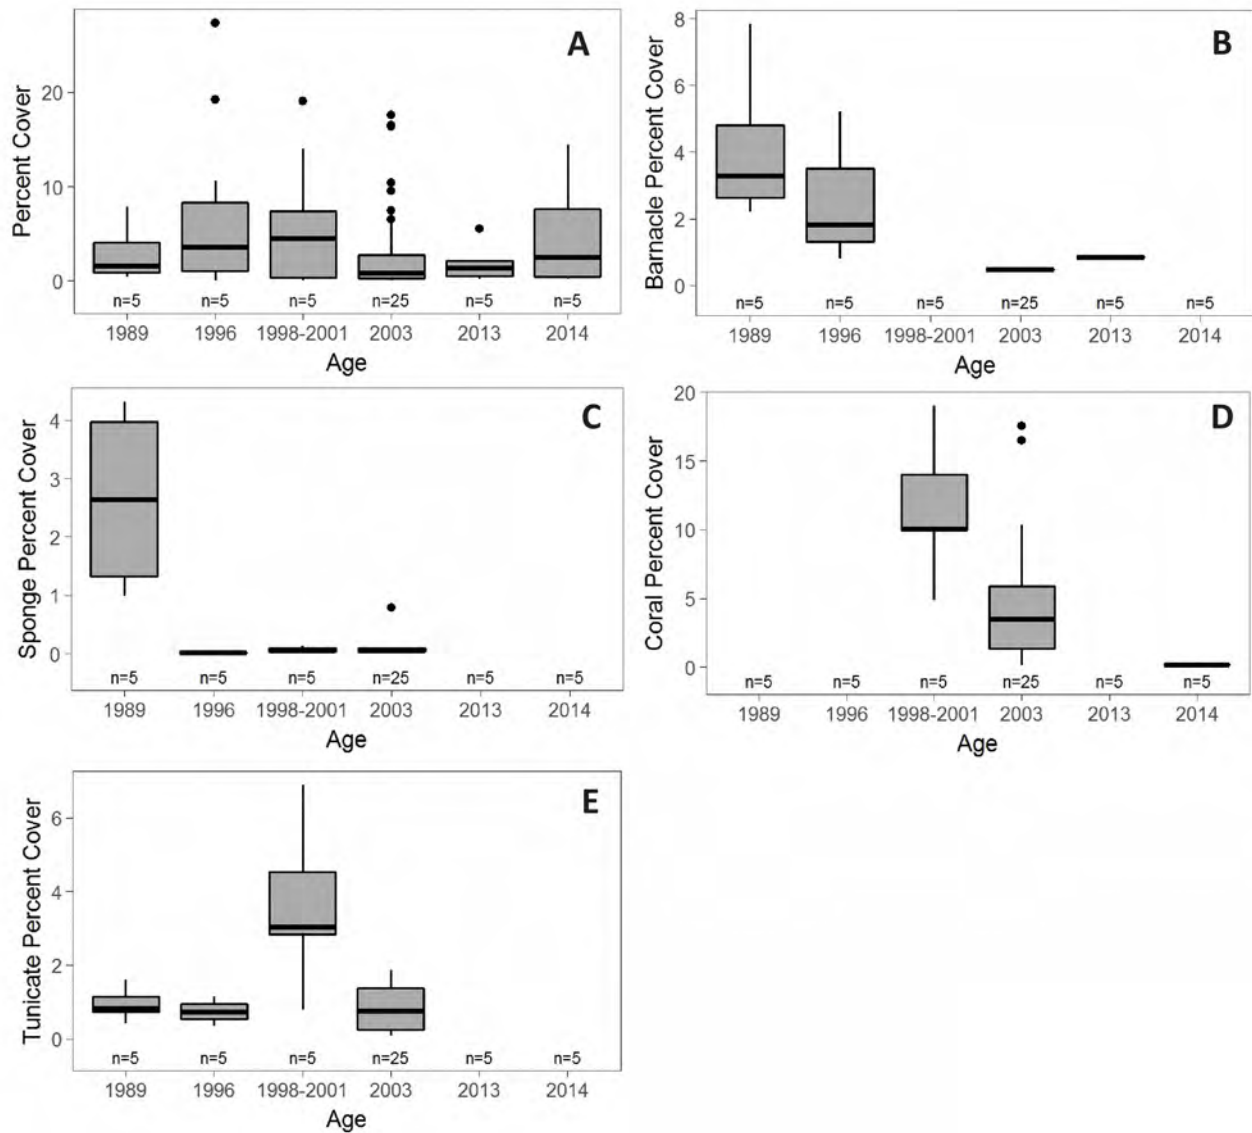 A
Percent Cover
20
10
0
n=5 n=5 n=5 n=25 n=5 n=5
1989 1996 1998-2001 2003 2013 2014
Age
B
Barnacle Percent Cover
8
6
4
2
0
n=5 n=5 n=5 n=25 n=5 n=5
1989 1996 1998-2001 2003 2013 2014
Age
C
Sponge Percent Cover
4
3
2
1
0
n=5 n=5 n=5 n=25 n=5 n=5
1989 1996 1998-2001 2003 2013 2014
Age
D
Coral Percent Cover
20
15
10
5
0
n=5 n=5 n=5 n=25 n=5 n=5
1989 1996 1998-2001 2003 2013 2014
Age
E
Tunicate Percent Cover
6
4
2
0
n=5 n=5 n=5 n=25 n=5 n=5
1989 1996 1998-2001 2003 2013 2014
Age